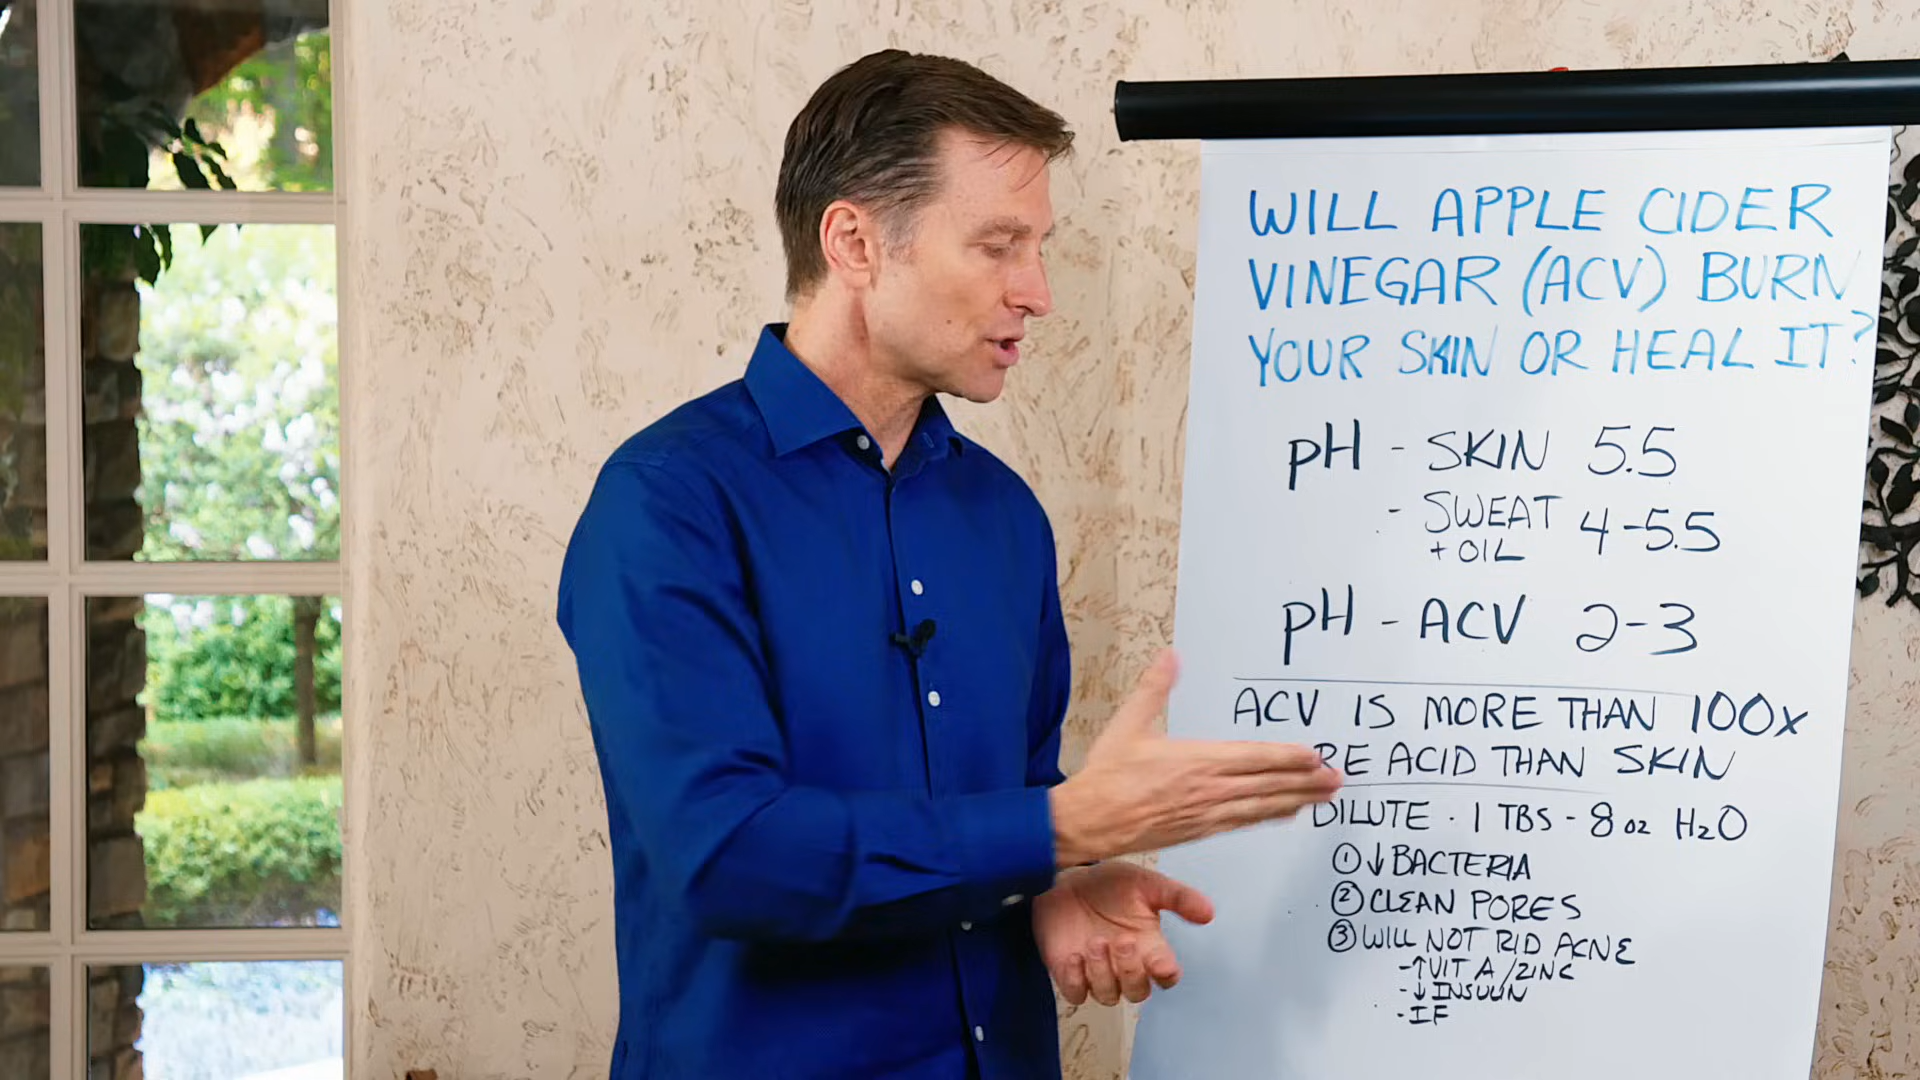 WILL APPLE CIDER
VINEGAR (ACV) BURN
YOUR SKIN OR HEAL IT?
pH - SKIN 5.5
- SWEAT 4-5.5
+ OIL
pH - ACV 2-3
ACV IS MORE THAN 100x
RE ACID THAN SKIN
DILUTE · 1 TBS - 8 oz H₂O
① ↓ BACTERIA
② CLEAN PORES
③ WILL NOT RID ACNE
- ↑ VIT A / ZINC
- ↓ INSULIN
- IF